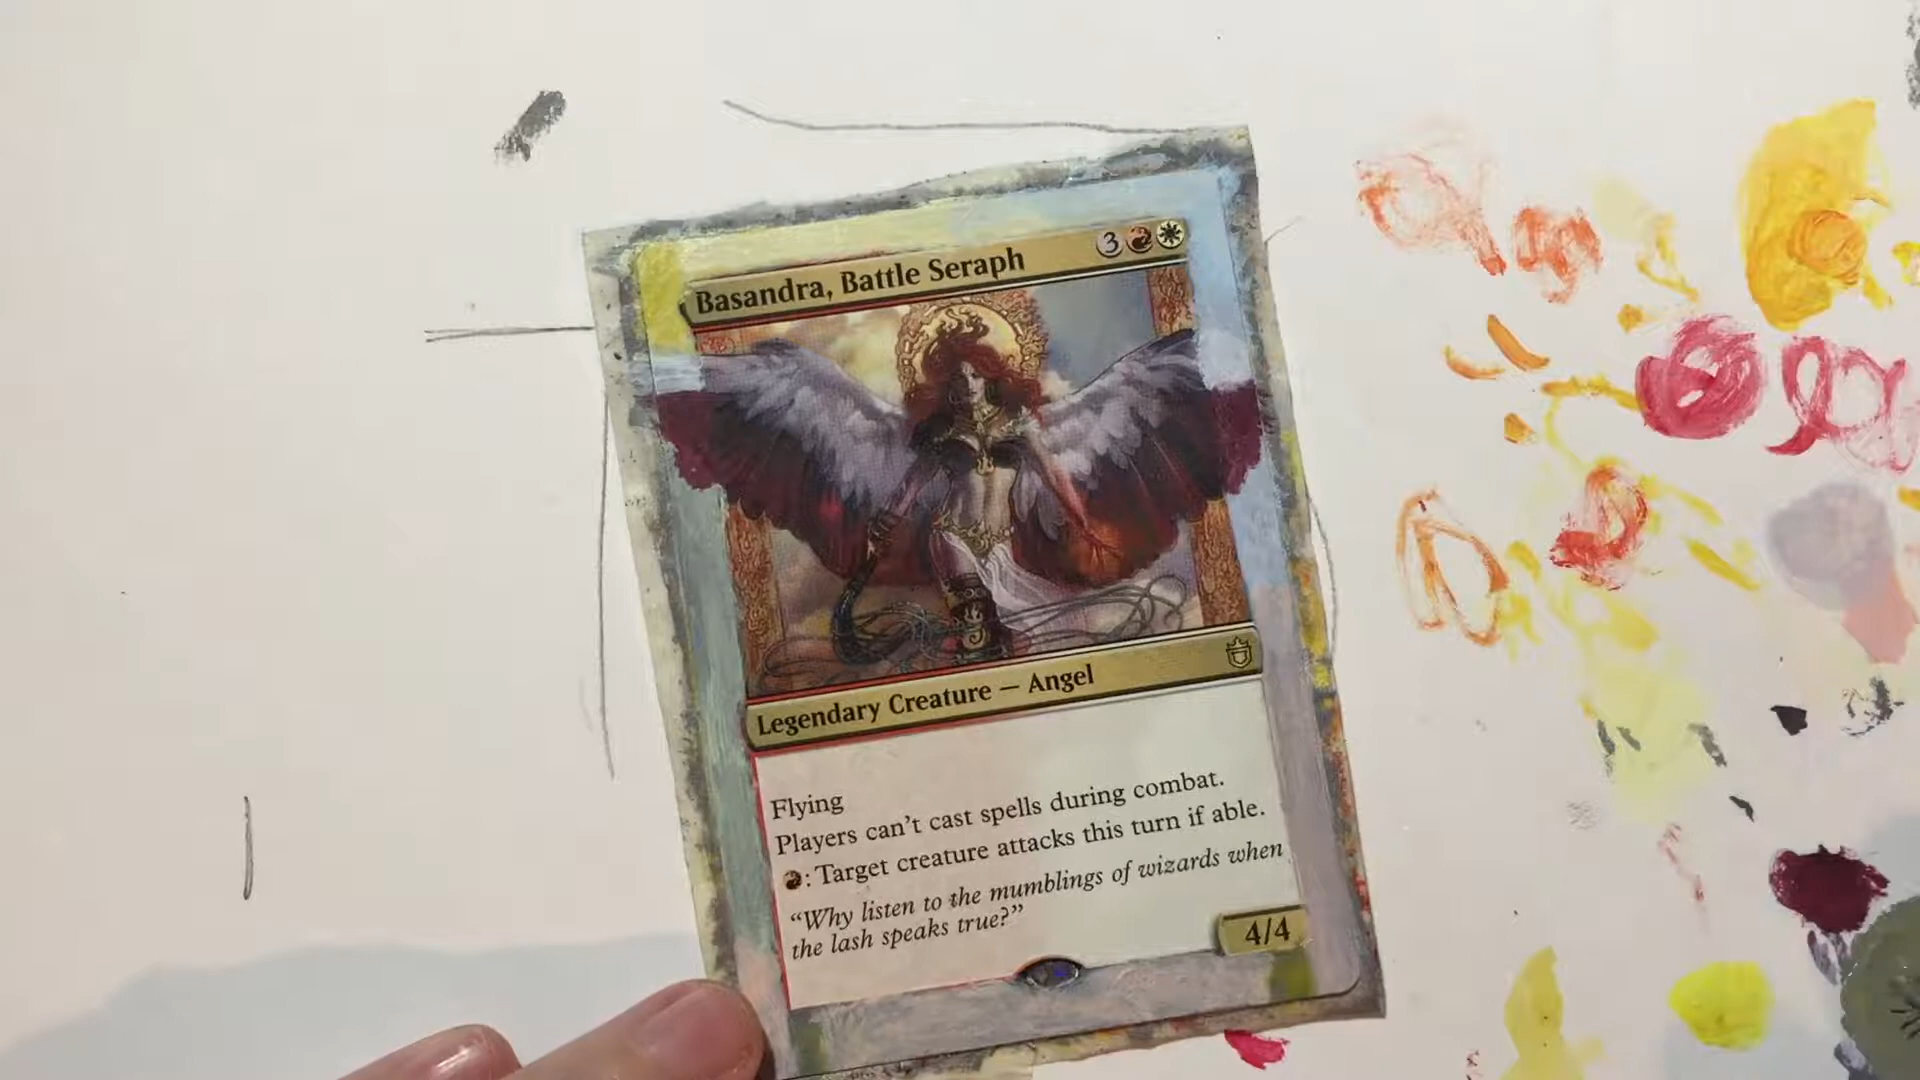 Basandra, Battle Seraph 3
Legendary Creature — Angel
Flying
Players can't cast spells during combat.
: Target creature attacks this turn if able.
“Why listen to the mumblings of wizards when
the lash speaks true?”
4/4